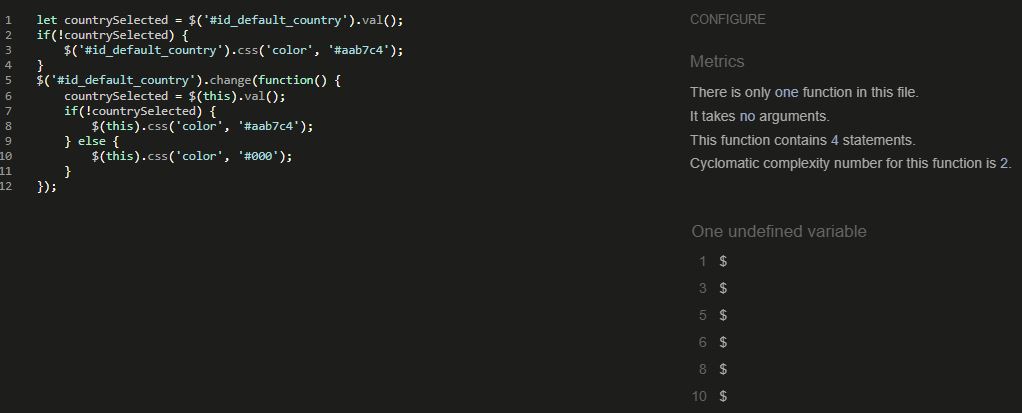 1 let countrySelected = $('#id_default_country').val();
2 if(!countrySelected) {
3 $('#id_default_country').css('color', '#aab7c4');
4 }
5 $('#id_default_country').change(function() {
6 countrySelected = $(this).val();
7 if(!countrySelected) {
8 $(this).css('color', '#aab7c4');
9 } else {
10 $(this).css('color', '#000');
11 }
12 });
CONFIGURE
Metrics
There is only one function in this file.
It takes no arguments.
This function contains 4 statements.
Cyclomatic complexity number for this function is 2.
One undefined variable
1 $
3 $
5 $
6 $
8 $
10 $